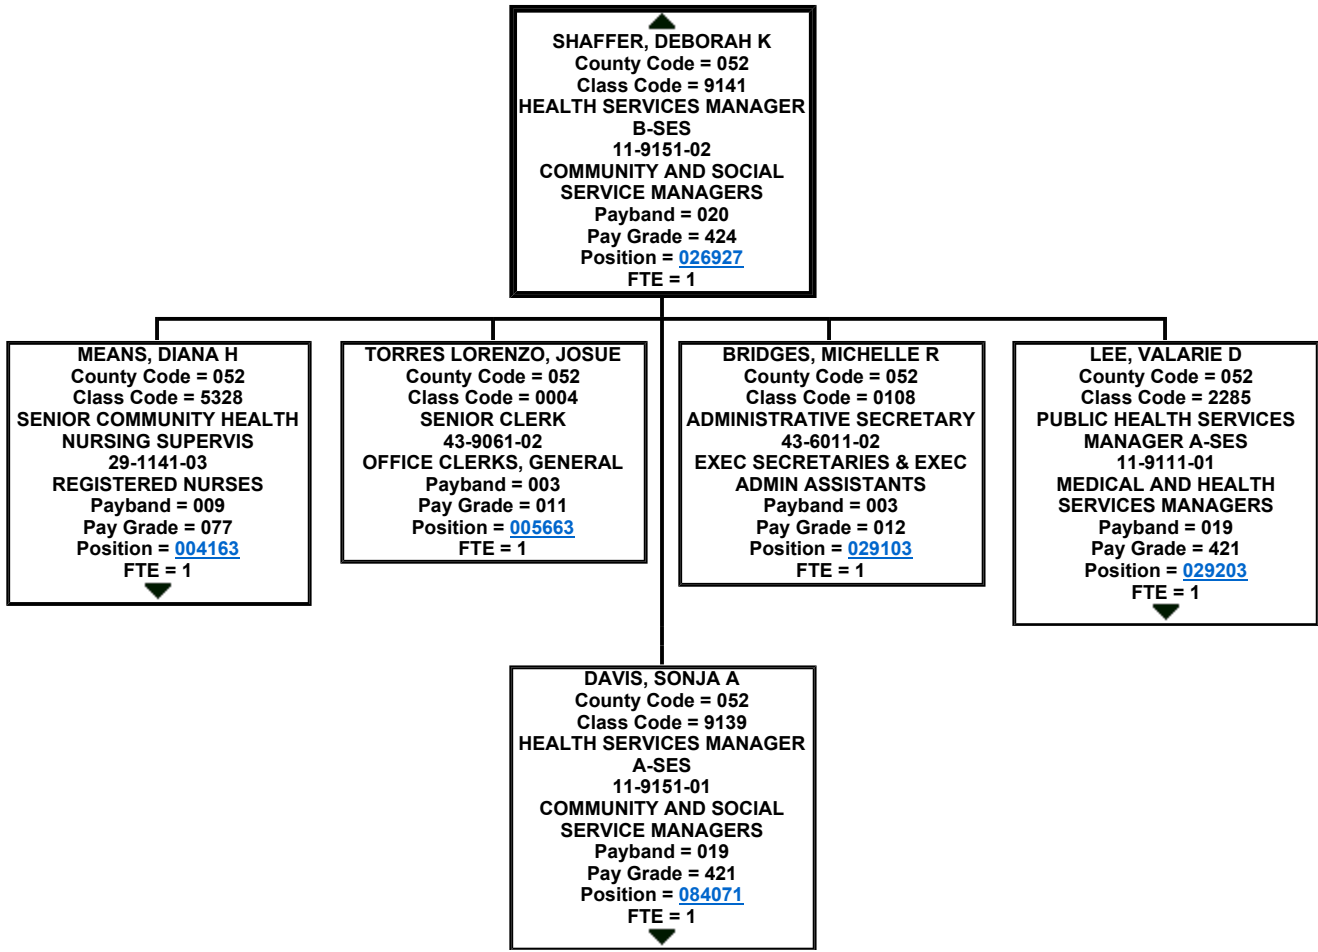 SHAFFER, DEBORAH K
County Code = 052
Class Code = 9141
HEALTH SERVICES MANAGER
B-SES
11-9151-02
COMMUNITY AND SOCIAL
SERVICE MANAGERS
Payband = 020
Pay Grade = 424
Position = 026927
FTE = 1
MEANS, DIANA H
County Code = 052
Class Code = 5328
SENIOR COMMUNITY HEALTH
NURSING SUPERVIS
29-1141-03
REGISTERED NURSES
Payband = 009
Pay Grade = 077
Position = 004163
FTE = 1
TORRES LORENZO, JOSUE
County Code = 052
Class Code = 0004
SENIOR CLERK
43-9061-02
OFFICE CLERKS, GENERAL
Payband = 003
Pay Grade = 011
Position = 005663
FTE = 1
BRIDGES, MICHELLE R
County Code = 052
Class Code = 0108
ADMINISTRATIVE SECRETARY
43-6011-02
EXEC SECRETARIES & EXEC
ADMIN ASSISTANTS
Payband = 003
Pay Grade = 012
Position = 029103
FTE = 1
LEE, VALARIE D
County Code = 052
Class Code = 2285
PUBLIC HEALTH SERVICES
MANAGER A-SES
11-9111-01
MEDICAL AND HEALTH
SERVICES MANAGERS
Payband = 019
Pay Grade = 421
Position = 029203
FTE = 1
DAVIS, SONJA A
County Code = 052
Class Code = 9139
HEALTH SERVICES MANAGER
A-SES
11-9151-01
COMMUNITY AND SOCIAL
SERVICE MANAGERS
Payband = 019
Pay Grade = 421
Position = 084071
FTE = 1